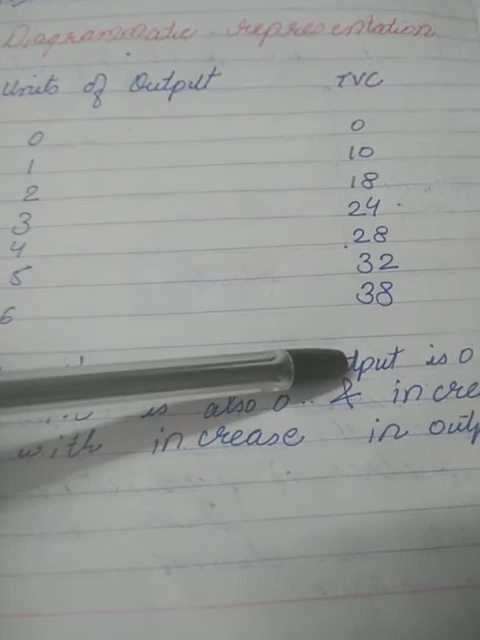 Diagrammatic representation
Units of Output TVC
0 0
1 10
2 18
3 24
4 28
5 32
6 38
tput is 0
is also 0 & incre
with increase in outp